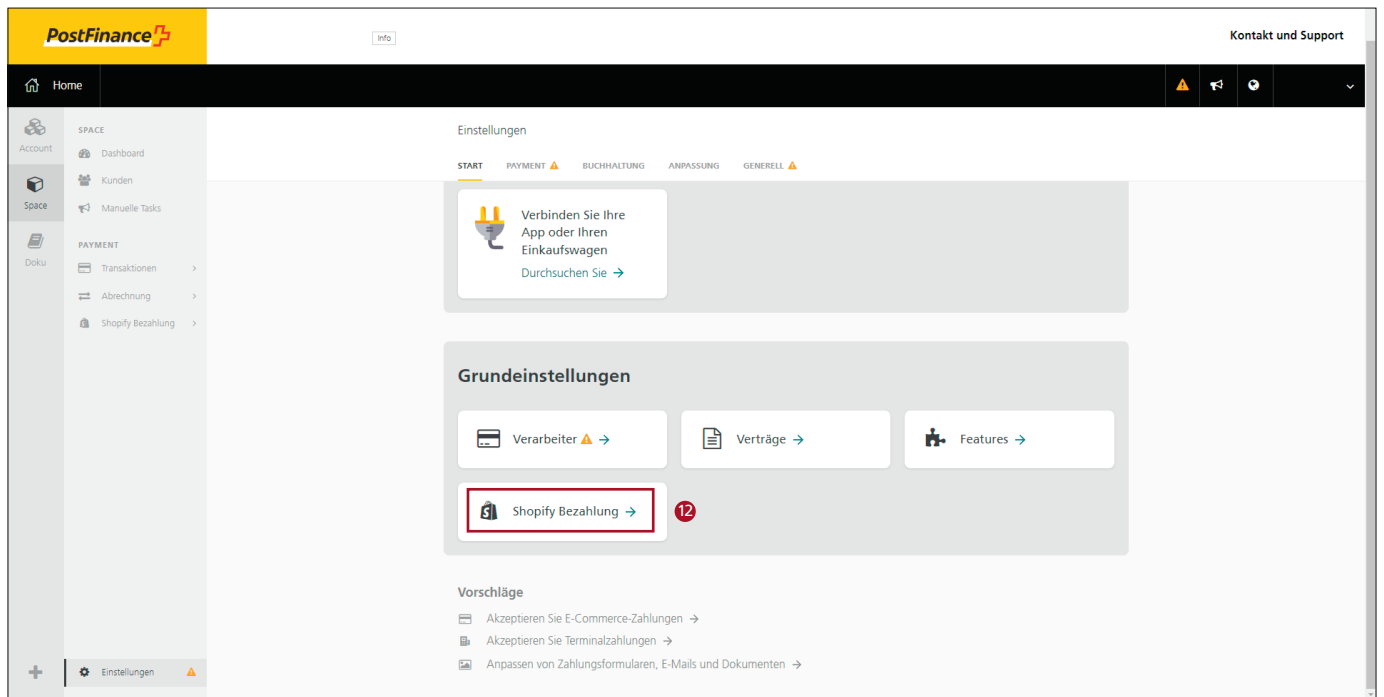 PostFinance
Info
Kontakt und Support
Home
Account
Space
Doku
SPACE
Dashboard
Kunden
Manuelle Tasks
PAYMENT
Transaktionen
Abrechnung
Shopify Bezahlung
Einstellungen
Einstellungen
START PAYMENT BUCHHALTUNG ANPASSUNG GENERELL
Verbinden Sie Ihre
App oder Ihren
Einkaufswagen
Durchsuchen Sie →
Grundeinstellungen
Verarbeiter → Verträge → Features →
Shopify Bezahlung → 12
Vorschläge
Akzeptieren Sie E-Commerce-Zahlungen →
Akzeptieren Sie Terminalzahlungen →
Anpassen von Zahlungsformularen, E-Mails und Dokumenten →